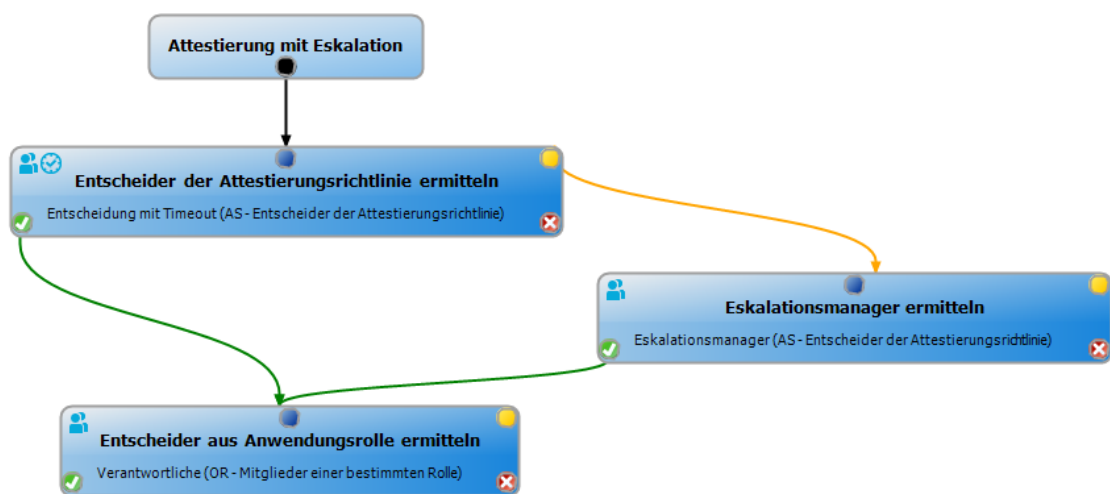 Attestierung mit Eskalation
Entscheider der Attestierungsrichtlinie ermitteln
Entscheidung mit Timeout (AS - Entscheider der Attestierungsrichtlinie)
Eskalationsmanager ermitteln
Eskalationsmanager (AS - Entscheider der Attestierungsrichtlinie)
Entscheider aus Anwendungsrolle ermitteln
Verantwortliche (OR - Mitglieder einer bestimmten Rolle)